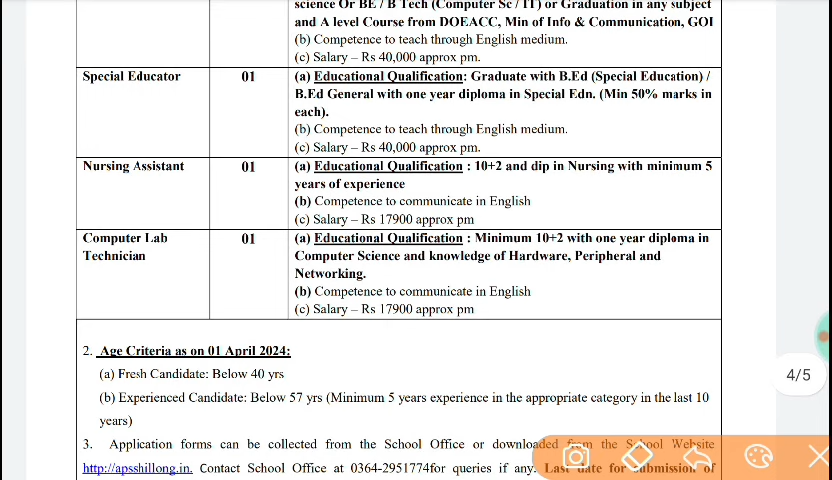 science Or BE / B Tech (Computer Sc / IT) or Graduation in any subject
and A level Course from DOEACC, Min of Info & Communication, GOI
(b) Competence to teach through English medium.
(c) Salary – Rs 40,000 approx pm.
Special Educator 01 (a) Educational Qualification: Graduate with B.Ed (Special Education) /
B.Ed General with one year diploma in Special Edn. (Min 50% marks in
each).
(b) Competence to teach through English medium.
(c) Salary – Rs 40,000 approx pm.
Nursing Assistant 01 (a) Educational Qualification : 10+2 and dip in Nursing with minimum 5
years of experience
(b) Competence to communicate in English
(c) Salary – Rs 17900 approx pm
Computer Lab 01 (a) Educational Qualification : Minimum 10+2 with one year diploma in
Technician Computer Science and knowledge of Hardware, Peripheral and
Networking.
(b) Competence to communicate in English
(c) Salary – Rs 17900 approx pm
2. Age Criteria as on 01 April 2024:
(a) Fresh Candidate: Below 40 yrs
4/5
(b) Experienced Candidate: Below 57 yrs (Minimum 5 years experience in the appropriate category in the last 10
years)
3. Application forms can be collected from the School Office or downloaded from the School Website
http://apsshillong.in. Contact School Office at 0364-2951774for queries if any. Last date for submission of